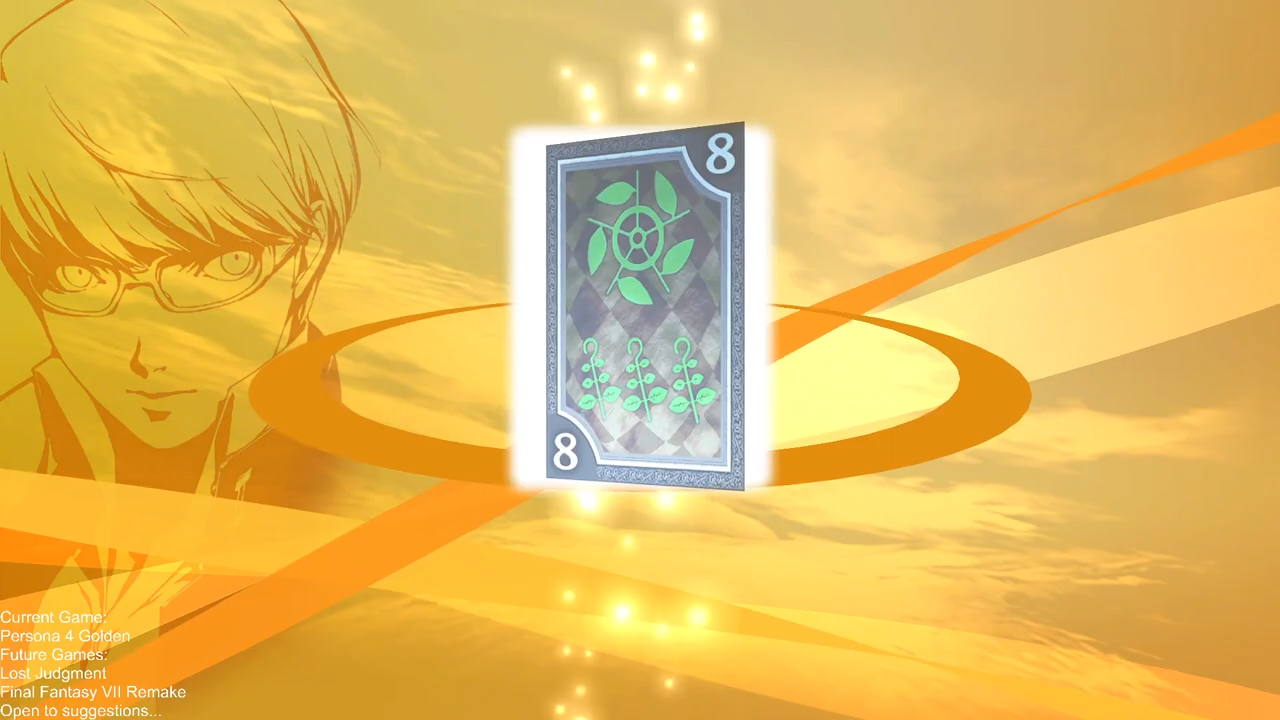 8
8
Current Game:
Persona 4 Golden
Future Games:
Lost Judgment
Final Fantasy VII Remake
Open to suggestions...